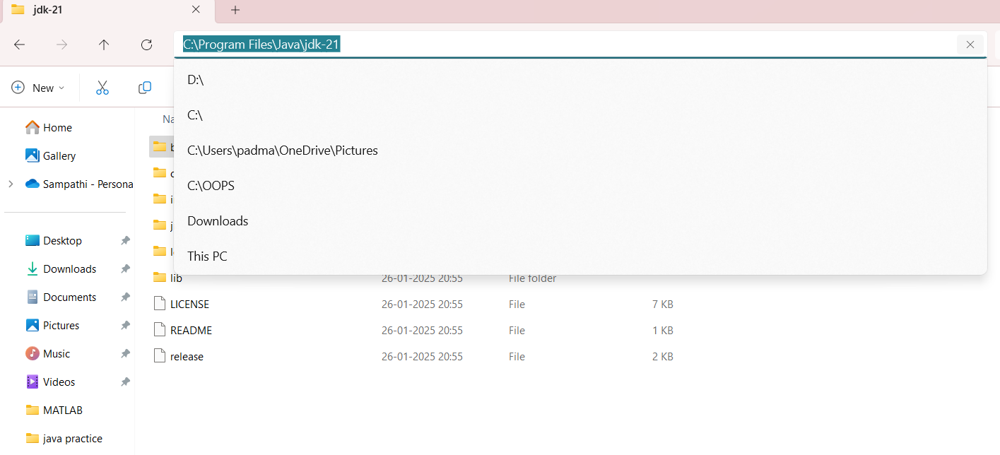 jdk-21
C:\Program Files\Java\jdk-21
New
D:\
C:\
C:\Users\padma\OneDrive\Pictures
C:\OOPS
Downloads
This PC
Home
Gallery
Sampathi - Persona
Desktop
Downloads
Documents
Pictures
Music
Videos
MATLAB
java practice
Na
lib 26-01-2025 20:55 File folder
LICENSE 26-01-2025 20:55 File 7 KB
README 26-01-2025 20:55 File 1 KB
release 26-01-2025 20:55 File 2 KB